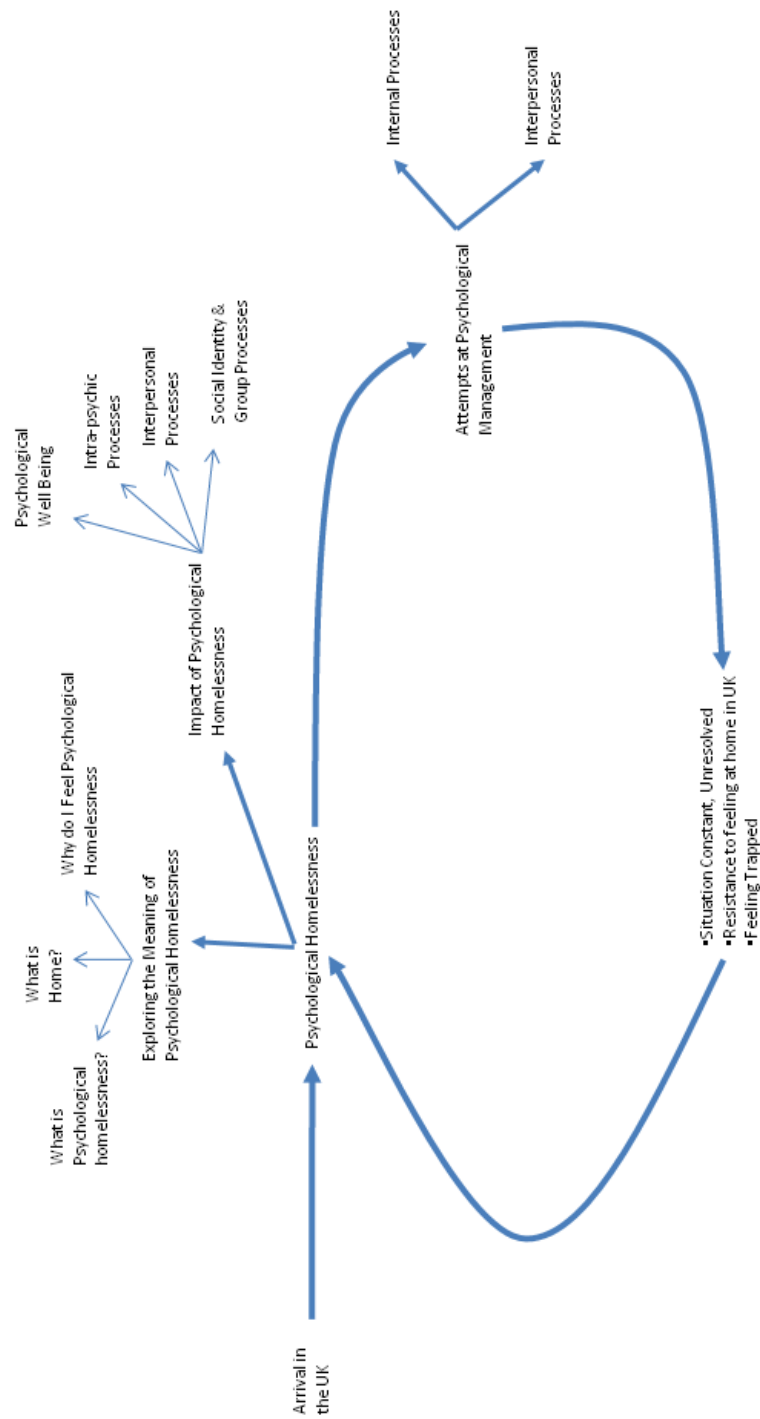 Arrival in
the UK
What is
Psychological
homelessness?
What is
Home?
Why do I Feel Psychological
Homelessness
Exploring the Meaning of
Psychological Homelessness
Psychological Homelessness
Impact of Psychological
Homelessness
Psychological
Well Being
Intra-psychic
Processes
Interpersonal
Processes
Social Identity &
Group Processes
Attempts at Psychological
Management
Internal Processes
Interpersonal
Processes
▪Situation Constant, Unresolved
▪Resistance to feeling at home in UK
▪Feeling Trapped